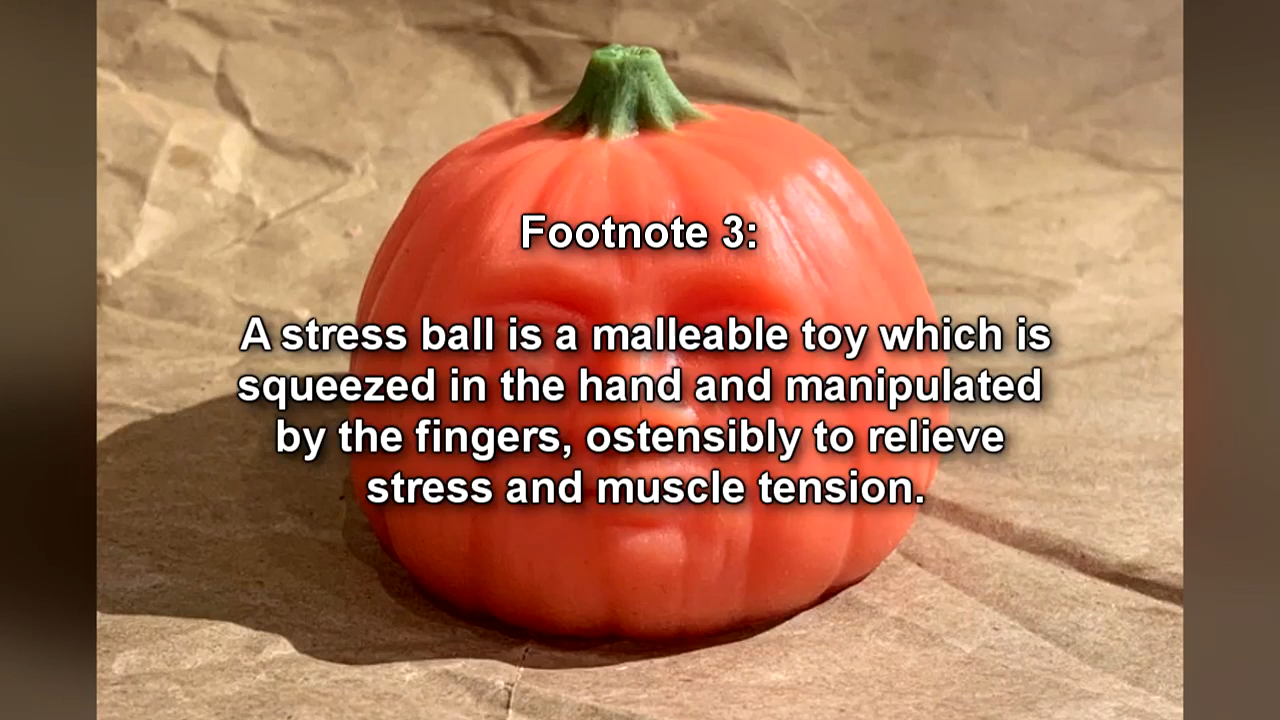 Footnote 3:
A stress ball is a malleable toy which is
squeezed in the hand and manipulated
by the fingers, ostensibly to relieve
stress and muscle tension.